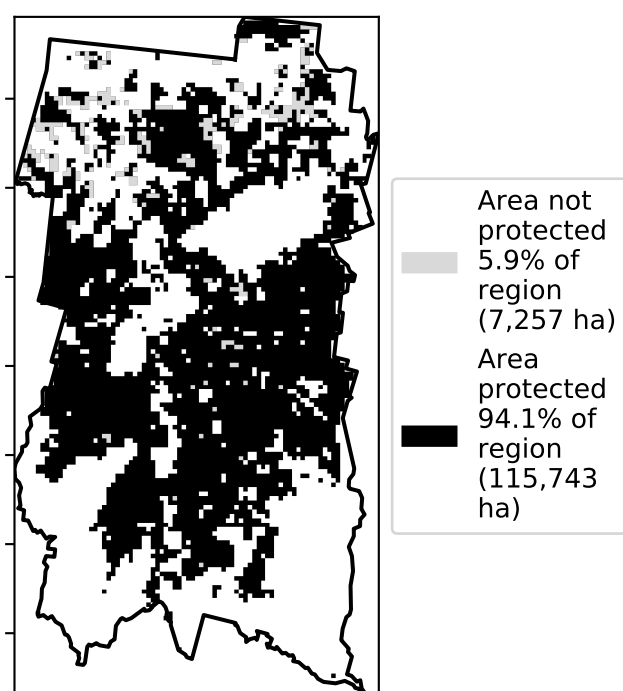 Area not
protected
5.9% of
region
(7,257 ha)
Area
protected
94.1% of
region
(115,743
ha)